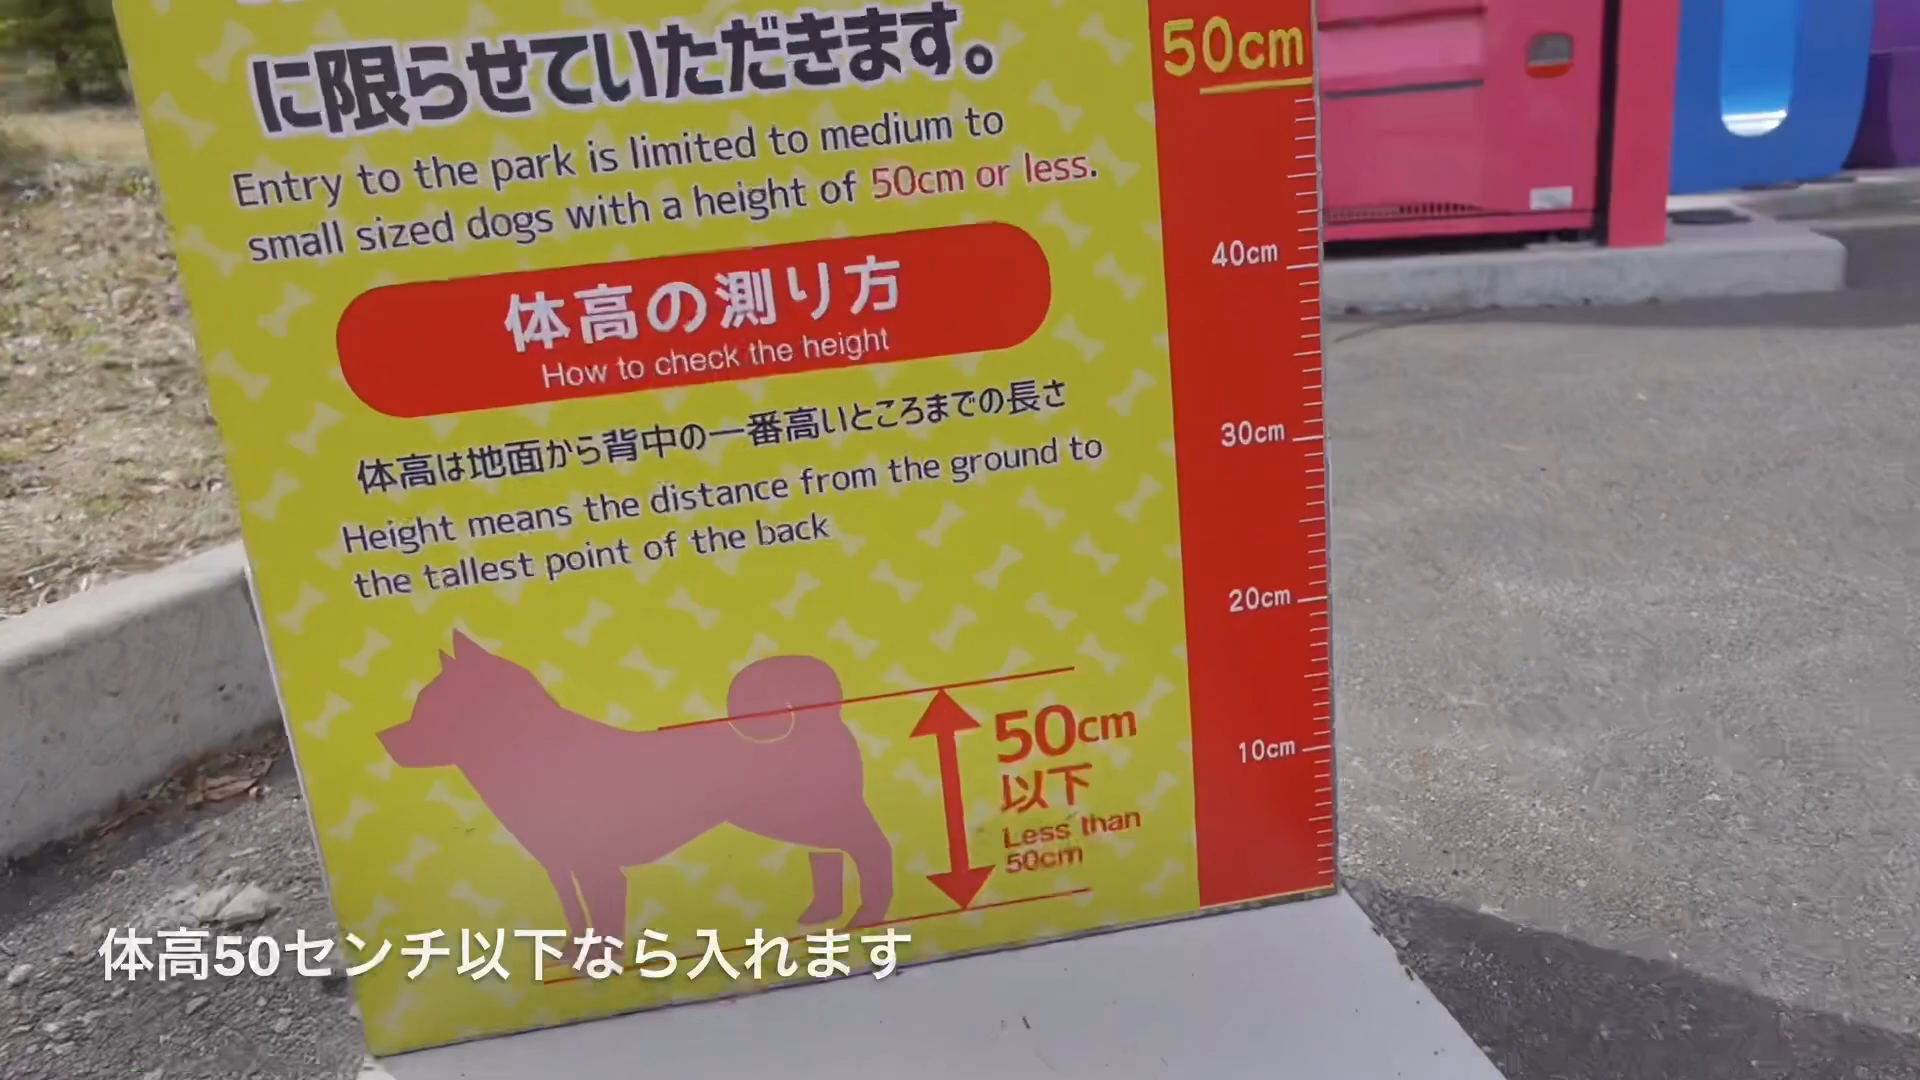 に限らせていただきます。
Entry to the park is limited to medium to
small sized dogs with a height of 50cm or less.
体高の測り方
How to check the height
体高は地面から背中の一番高いところまでの長さ
Height means the distance from the ground to
the tallest point of the back
50cm
以下
Less than
50cm
50cm
40cm
30cm
20cm
10cm
体高50センチ以下なら入れます